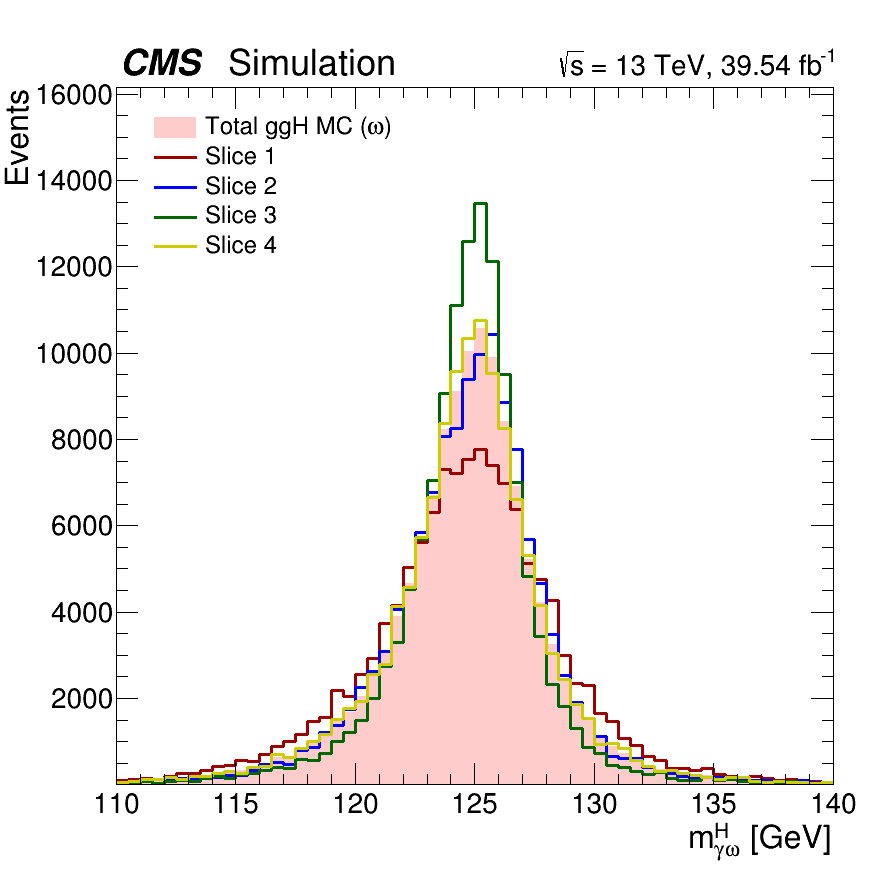 CMS Simulation
√s = 13 TeV, 39.54 fb⁻¹
Events
16000
14000
12000
10000
8000
6000
4000
2000
Total ggH MC (ω)
Slice 1
Slice 2
Slice 3
Slice 4
110 115 120 125 130 135 140
m^H_γω [GeV]